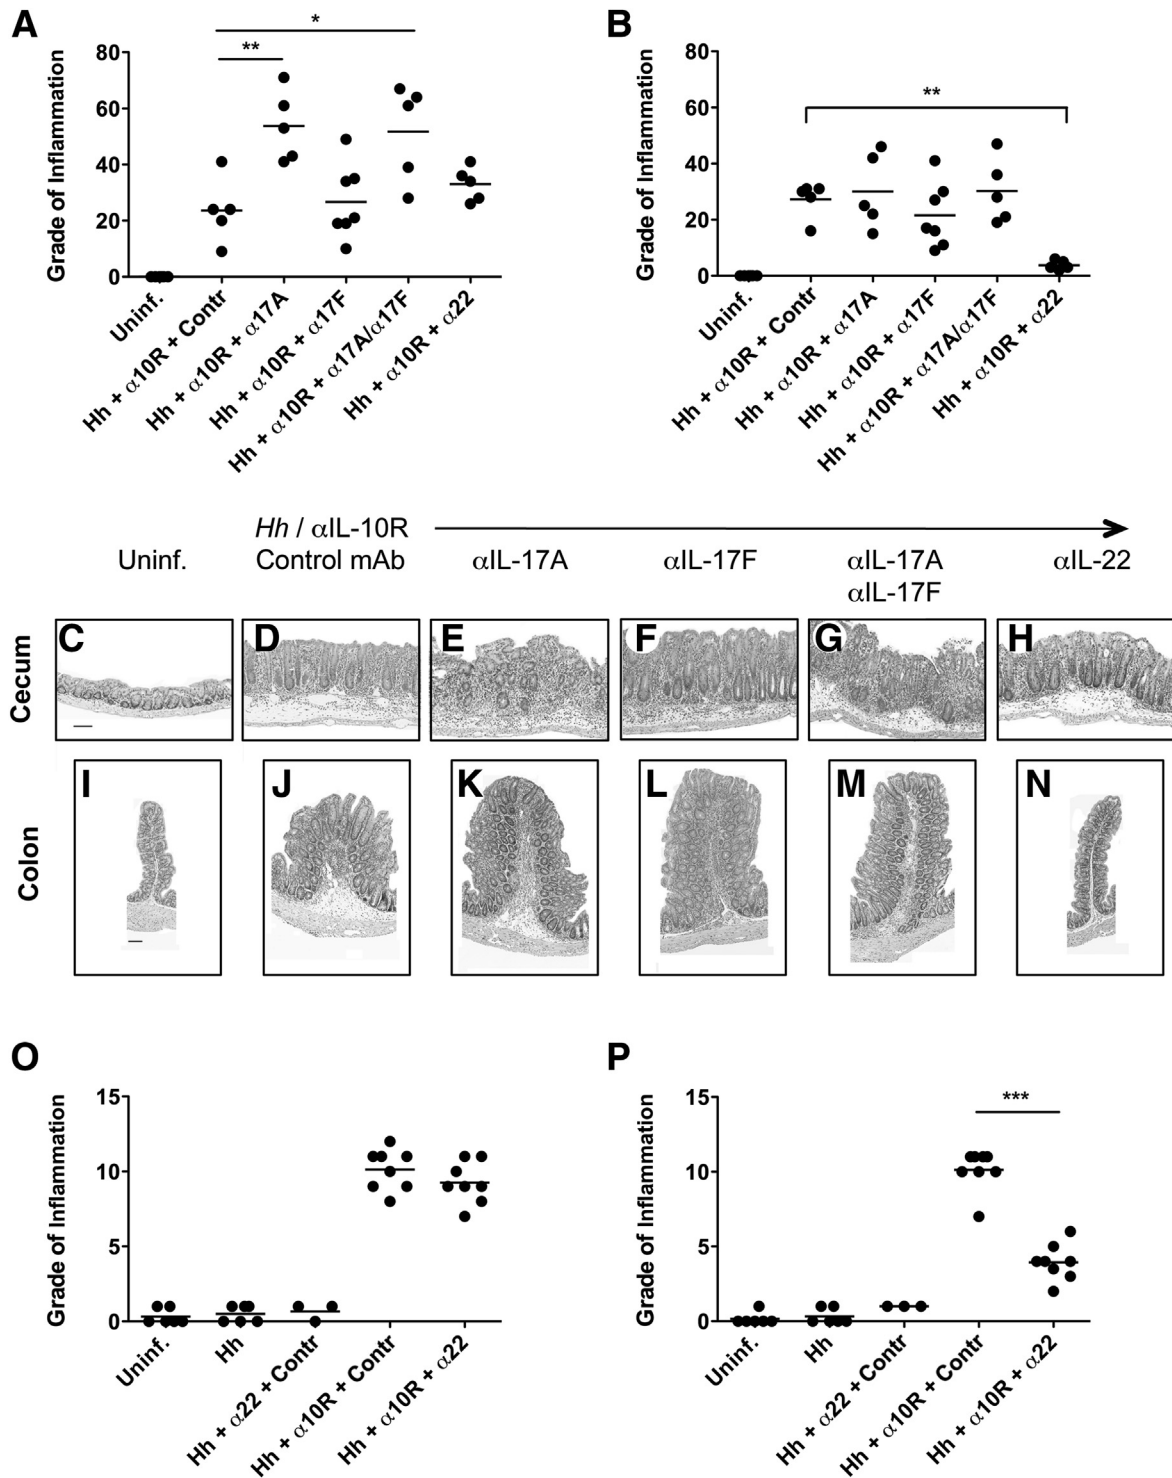 A
B
*
**
**
Grade of Inflammation
80
60
40
20
0
Uninf.
Hh + α10R + Contr
Hh + α10R + α17A
Hh + α10R + α17F
Hh + α10R + α17A/α17F
Hh + α10R + α22
Grade of Inflammation
80
60
40
20
0
Uninf.
Hh + α10R + Contr
Hh + α10R + α17A
Hh + α10R + α17F
Hh + α10R + α17A/α17F
Hh + α10R + α22
Hh / αIL-10R
Uninf. Control mAb αIL-17A αIL-17F αIL-17A αIL-22
αIL-17F
Cecum
C D E F G H
Colon
I J K L M N
O
P
Grade of Inflammation
15
10
5
0
Uninf.
Hh
Hh + α22 + Contr
Hh + α10R + Contr
Hh + α10R + α22
***
Grade of Inflammation
15
10
5
0
Uninf.
Hh
Hh + α22 + Contr
Hh + α10R + Contr
Hh + α10R + α22